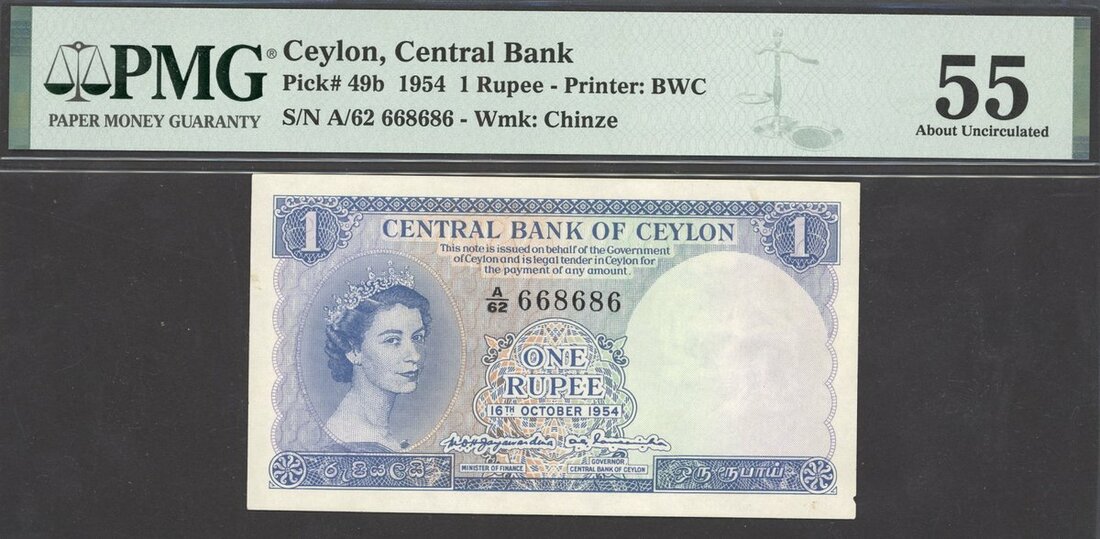 PMG®
PAPER MONEY GUARANTY
Ceylon, Central Bank
Pick# 49b 1954 1 Rupee - Printer: BWC
S/N A/62 668686 - Wmk: Chinze
55
About Uncirculated
1
CENTRAL BANK OF CEYLON
1
This note is issued on behalf of the Government
of Ceylon and is legal tender in Ceylon for
the payment of any amount.
A/62 668686
ONE
RUPEE
16TH OCTOBER 1954
MINISTER OF FINANCE
GOVERNOR
CENTRAL BANK OF CEYLON
රුපියලයි
ஒரு ரூபாய்